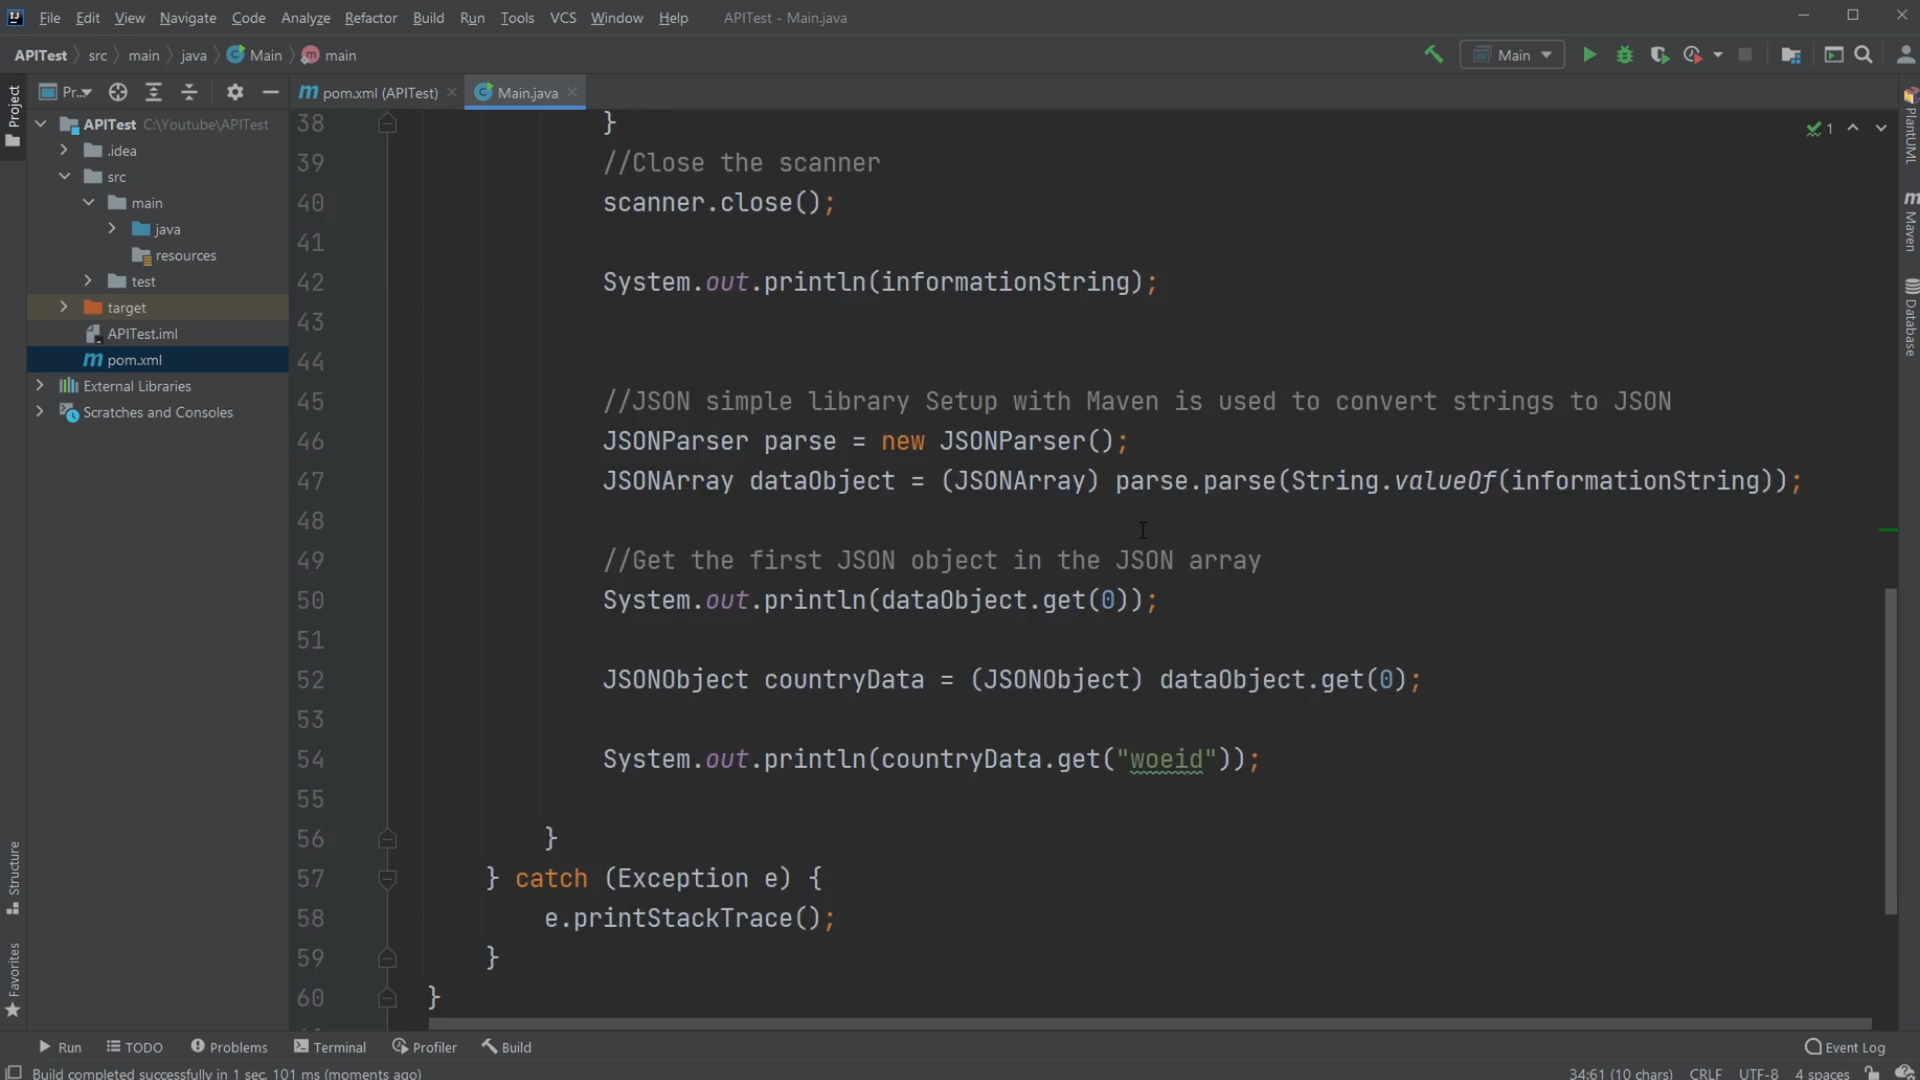 File Edit View Navigate Code Analyze Refactor Build Run Tools VCS Window Help APITest - Main.java
APITest src main java Main main Main
Project
Pr... pom.xml (APITest) Main.java
APITest C:\Youtube\APITest
.idea
src
main
java
resources
test
target
APITest.iml
pom.xml
External Libraries
Scratches and Consoles
Structure
Favorites
38 }
39 //Close the scanner
40 scanner.close();
41
42 System.out.println(informationString);
43
44
45 //JSON simple library Setup with Maven is used to convert strings to JSON
46 JSONParser parse = new JSONParser();
47 JSONArray dataObject = (JSONArray) parse.parse(String.valueOf(informationString));
48
49 //Get the first JSON object in the JSON array
50 System.out.println(dataObject.get(0));
51
52 JSONObject countryData = (JSONObject) dataObject.get(0);
53
54 System.out.println(countryData.get("woeid"));
55
56 }
57 } catch (Exception e) {
58 e.printStackTrace();
59 }
60 }
1
PlantUML
Maven
Database
Run TODO Problems Terminal Profiler Build Event Log
Build completed successfully in 1 sec, 101 ms (moments ago) 34:61 (10 chars) CRLF UTF-8 4 spaces